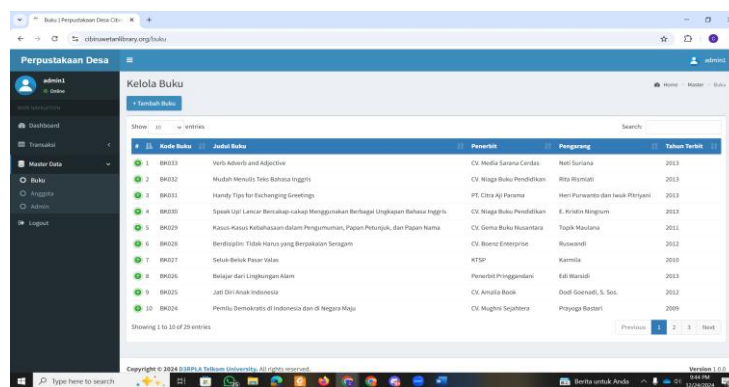 Buku | Perpustakaan Desa Cibi
cibiruwetanlibrary.org/buku
Perpustakaan Desa
admin1
admin1
Online
MAIN NAVIGATION
Dashboard
Transaksi
Master Data
Buku
Anggota
Admin
Logout
Kelola Buku
Home Master Buku
+ Tambah Buku
Show 10 entries
Search:
# Kode Buku Judul Buku Penerbit Pengarang Tahun Terbit
1 BK033 Verb Adverb and Adjective CV. Media Sarana Cerdas Neti Suriana 2013
2 BK032 Mudah Menulis Teks Bahasa Inggris CV. Niaga Buku Pendidikan Rita Rismiati 2013
3 BK031 Handy Tips for Exchanging Greetings PT. Citra Aji Parama Heri Purwanto dan Iwuk Pitriyani 2013
4 BK030 Speak Up! Lancar Bercakap-cakap Menggunakan Berbagai Ungkapan Bahasa Inggris CV. Niaga Buku Pendidikan E. Kristin Ningrum 2013
5 BK029 Kasus-Kasus Kebahasaan dalam Pengumuman, Papan Petunjuk, dan Papan Nama CV. Gema Buku Nusantara Topik Maulana 2011
6 BK028 Berdisiplin: Tidak Harus yang Berpakaian Seragam CV. Boenz Enterprise Ruswandi 2012
7 BK027 Seluk-Beluk Pasar Valas KTSP Karmila 2010
8 BK026 Belajar dari Lingkungan Alam Penerbit Pringgandani Edi Warsidi 2013
9 BK025 Jati Diri Anak Indonesia CV. Amalia Book Dodi Goenadi, S. Sos. 2012
10 BK024 Pemilu Demokratis di Indonesia dan di Negara Maju CV. Mughni Sejahtera Prayoga Bastari 2009
Showing 1 to 10 of 29 entries
Previous 1 2 3 Next
Copyright © 2024 D3RPLA Telkom University. All rights reserved.
Version 1.0.0
Type here to search
Berita untuk Anda
9:44 PM
12/24/2024